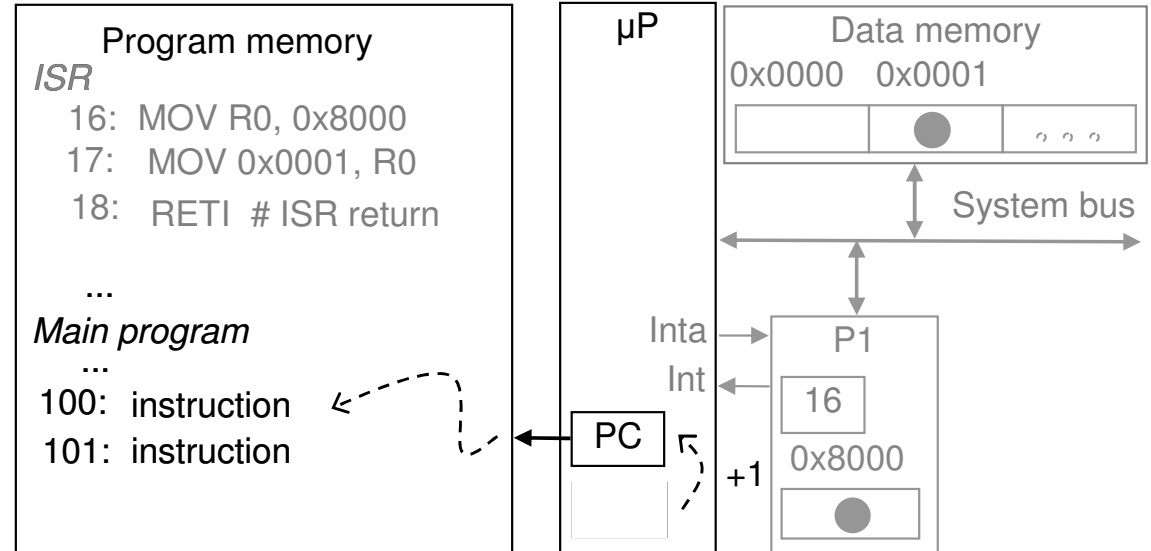 Program memory
ISR
16: MOV R0, 0x8000
17: MOV 0x0001, R0
18: RETI # ISR return
...
Main program
...
100: instruction
101: instruction
µP
PC
+1
Inta
Int
Data memory
0x0000 0x0001
System bus
P1
16
0x8000